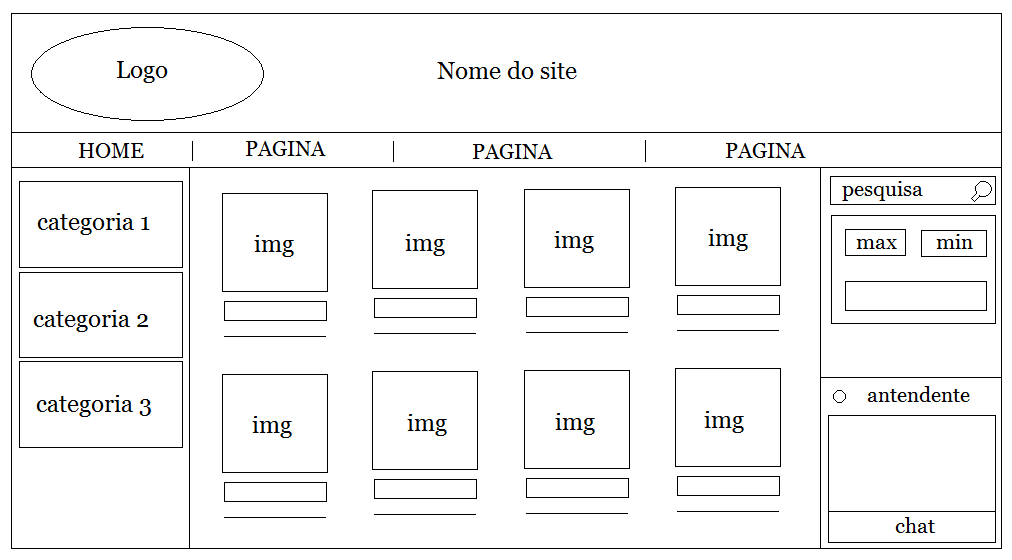 Logo
Nome do site
HOME
PAGINA
PAGINA
PAGINA
categoria 1
categoria 2
categoria 3
img
img
img
img
img
img
img
img
pesquisa
max
min
antendente
chat